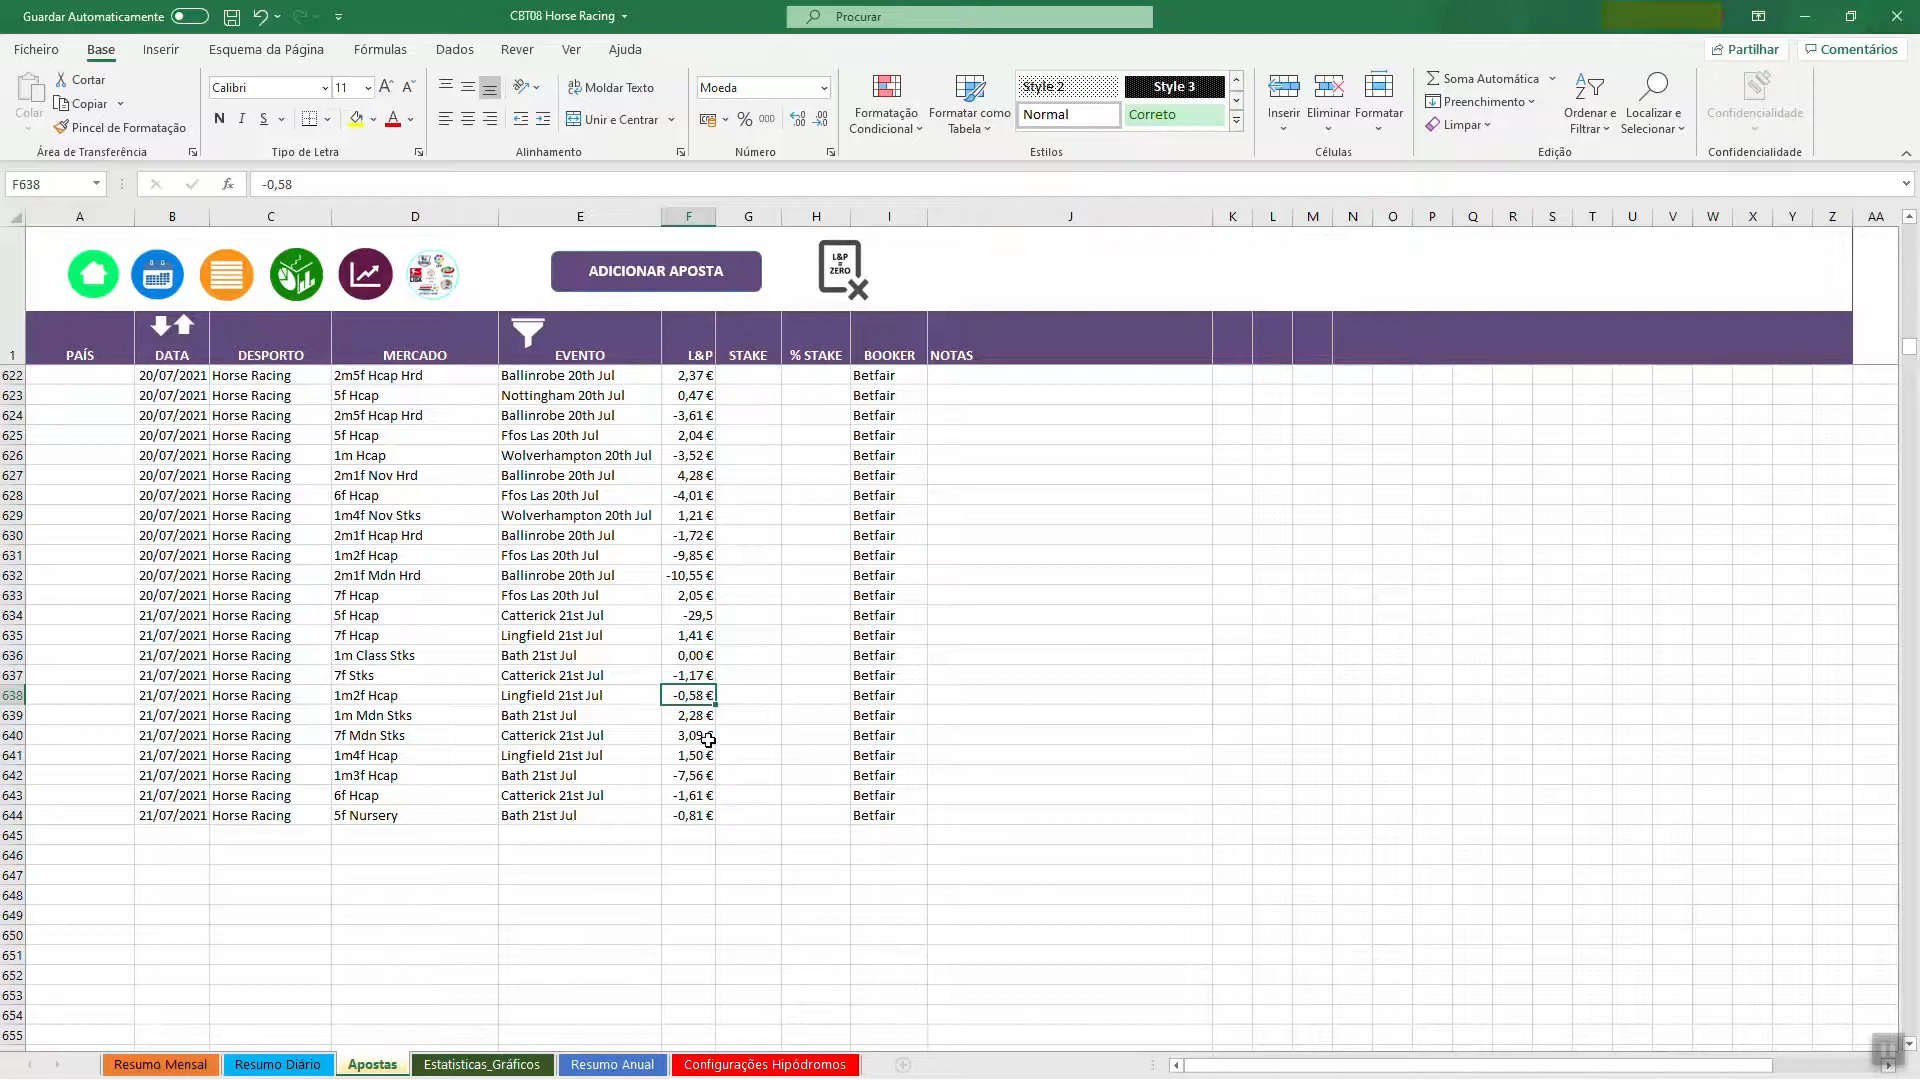 Guardar Automaticamente
CBT08 Horse Racing
Procurar
Ficheiro Base Inserir Esquema da Página Fórmulas Dados Rever Ver Ajuda Partilhar Comentários
Colar
Cortar
Copiar
Pincel de Formatação
Área de Transferência
Calibri 11
N I S
Tipo de Letra
Moldar Texto
Unir e Centrar
Alinhamento
Moeda
% 000
Número
Formatação Condicional
Formatar como Tabela
Style 2 Style 3
Normal Correto
Estilos
Inserir Eliminar Formatar
Células
Soma Automática
Preenchimento
Limpar
Ordenar e Filtrar
Localizar e Selecionar
Edição
Confidencialidade
Confidencialidade
F638 fx -0,58
A B C D E F G H I J K L M N O P Q R S T U V W X Y Z AA
ADICIONAR APOSTA
L&P = ZERO
1 PAÍS DATA DESPORTO MERCADO EVENTO L&P STAKE % STAKE BOOKER NOTAS
622 20/07/2021 Horse Racing 2m5f Hcap Hrd Ballinrobe 20th Jul 2,37 € Betfair
623 20/07/2021 Horse Racing 5f Hcap Nottingham 20th Jul 0,47 € Betfair
624 20/07/2021 Horse Racing 2m5f Hcap Hrd Ballinrobe 20th Jul -3,61 € Betfair
625 20/07/2021 Horse Racing 5f Hcap Ffos Las 20th Jul 2,04 € Betfair
626 20/07/2021 Horse Racing 1m Hcap Wolverhampton 20th Jul -3,52 € Betfair
627 20/07/2021 Horse Racing 2m1f Nov Hrd Ballinrobe 20th Jul 4,28 € Betfair
628 20/07/2021 Horse Racing 6f Hcap Ffos Las 20th Jul -4,01 € Betfair
629 20/07/2021 Horse Racing 1m4f Nov Stks Wolverhampton 20th Jul 1,21 € Betfair
630 20/07/2021 Horse Racing 2m1f Hcap Hrd Ballinrobe 20th Jul -1,72 € Betfair
631 20/07/2021 Horse Racing 1m2f Hcap Ffos Las 20th Jul -9,85 € Betfair
632 20/07/2021 Horse Racing 2m1f Mdn Hrd Ballinrobe 20th Jul -10,55 € Betfair
633 20/07/2021 Horse Racing 7f Hcap Ffos Las 20th Jul 2,05 € Betfair
634 21/07/2021 Horse Racing 5f Hcap Catterick 21st Jul -29,5 Betfair
635 21/07/2021 Horse Racing 7f Hcap Lingfield 21st Jul 1,41 € Betfair
636 21/07/2021 Horse Racing 1m Class Stks Bath 21st Jul 0,00 € Betfair
637 21/07/2021 Horse Racing 7f Stks Catterick 21st Jul -1,17 € Betfair
638 21/07/2021 Horse Racing 1m2f Hcap Lingfield 21st Jul -0,58 € Betfair
639 21/07/2021 Horse Racing 1m Mdn Stks Bath 21st Jul 2,28 € Betfair
640 21/07/2021 Horse Racing 7f Mdn Stks Catterick 21st Jul 3,09 Betfair
641 21/07/2021 Horse Racing 1m4f Hcap Lingfield 21st Jul 1,50 € Betfair
642 21/07/2021 Horse Racing 1m3f Hcap Bath 21st Jul -7,56 € Betfair
643 21/07/2021 Horse Racing 6f Hcap Catterick 21st Jul -1,61 € Betfair
644 21/07/2021 Horse Racing 5f Nursery Bath 21st Jul -0,81 € Betfair
645
646
647
648
649
650
651
652
653
654
655
Resumo Mensal Resumo Diário Apostas Estatisticas_Gráficos Resumo Anual Configurações Hipódromos